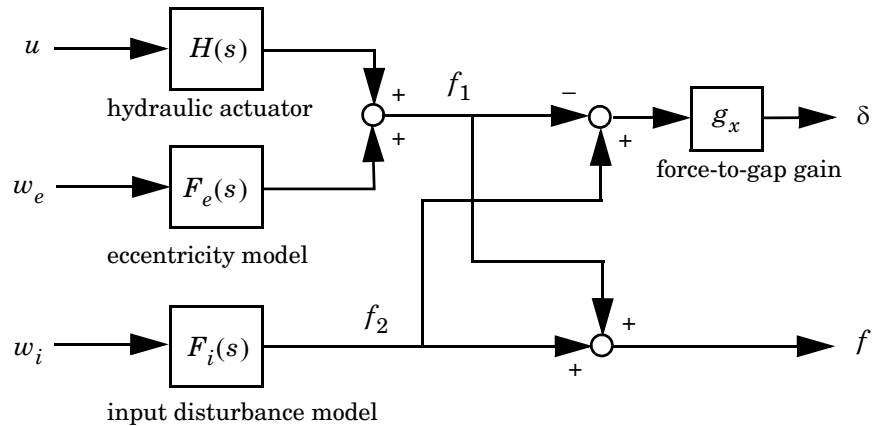 u
H(s)
hydraulic actuator
+
+
f₁
−
+
gₓ
δ
force-to-gap gain
wₑ
Fₑ(s)
eccentricity model
wᵢ
Fᵢ(s)
input disturbance model
f₂
+
+
f